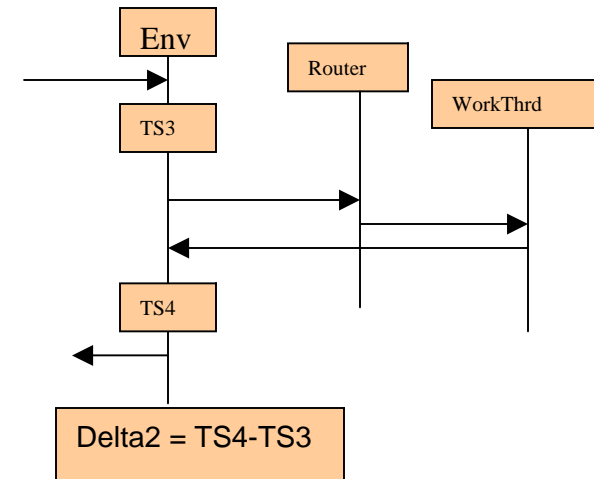 Env
Router
WorkThrd
TS3
TS4
Delta2 = TS4-TS3